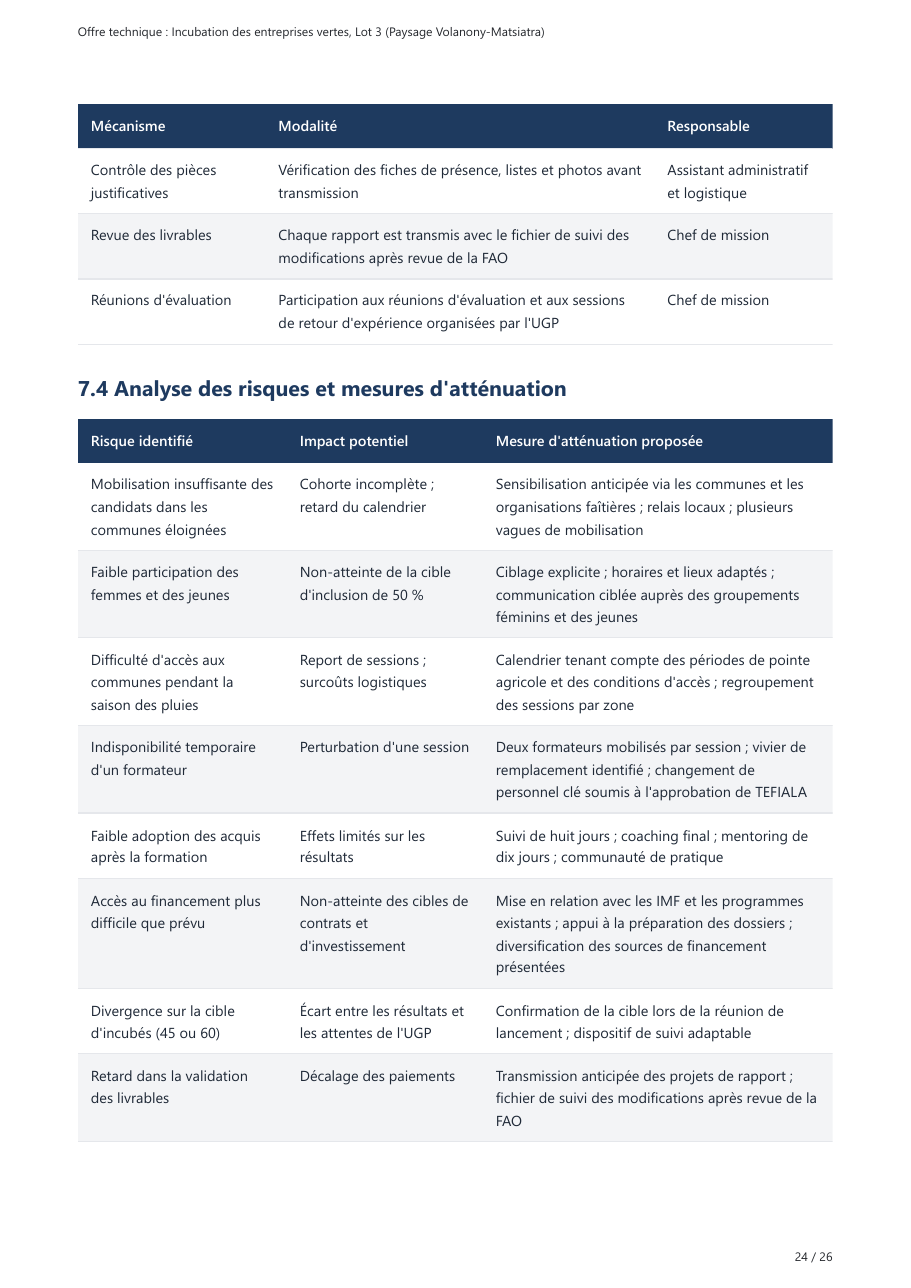 Offre technique : Incubation des entreprises vertes, Lot 3 (Paysage Volanony-Matsiatra)
Mécanisme Modalité Responsable
Contrôle des pièces Vérification des fiches de présence, listes et photos avant Assistant administratif
justificatives transmission et logistique
Revue des livrables Chaque rapport est transmis avec le fichier de suivi des Chef de mission
modifications après revue de la FAO
Réunions d'évaluation Participation aux réunions d'évaluation et aux sessions Chef de mission
de retour d'expérience organisées par l'UGP
7.4 Analyse des risques et mesures d'atténuation
Risque identifié Impact potentiel Mesure d'atténuation proposée
Mobilisation insuffisante des Cohorte incomplète ; Sensibilisation anticipée via les communes et les
candidats dans les retard du calendrier organisations faîtières ; relais locaux ; plusieurs
communes éloignées vagues de mobilisation
Faible participation des Non-atteinte de la cible Ciblage explicite ; horaires et lieux adaptés ;
femmes et des jeunes d'inclusion de 50 % communication ciblée auprès des groupements
féminins et des jeunes
Difficulté d'accès aux Report de sessions ; Calendrier tenant compte des périodes de pointe
communes pendant la surcoûts logistiques agricole et des conditions d'accès ; regroupement
saison des pluies des sessions par zone
Indisponibilité temporaire Perturbation d'une session Deux formateurs mobilisés par session ; vivier de
d'un formateur remplacement identifié ; changement de
personnel clé soumis à l'approbation de TEFIALA
Faible adoption des acquis Effets limités sur les Suivi de huit jours ; coaching final ; mentoring de
après la formation résultats dix jours ; communauté de pratique
Accès au financement plus Non-atteinte des cibles de Mise en relation avec les IMF et les programmes
difficile que prévu contrats et existants ; appui à la préparation des dossiers ;
d'investissement diversification des sources de financement
présentées
Divergence sur la cible Écart entre les résultats et Confirmation de la cible lors de la réunion de
d'incubés (45 ou 60) les attentes de l'UGP lancement ; dispositif de suivi adaptable
Retard dans la validation Décalage des paiements Transmission anticipée des projets de rapport ;
des livrables fichier de suivi des modifications après revue de la
FAO
24 / 26